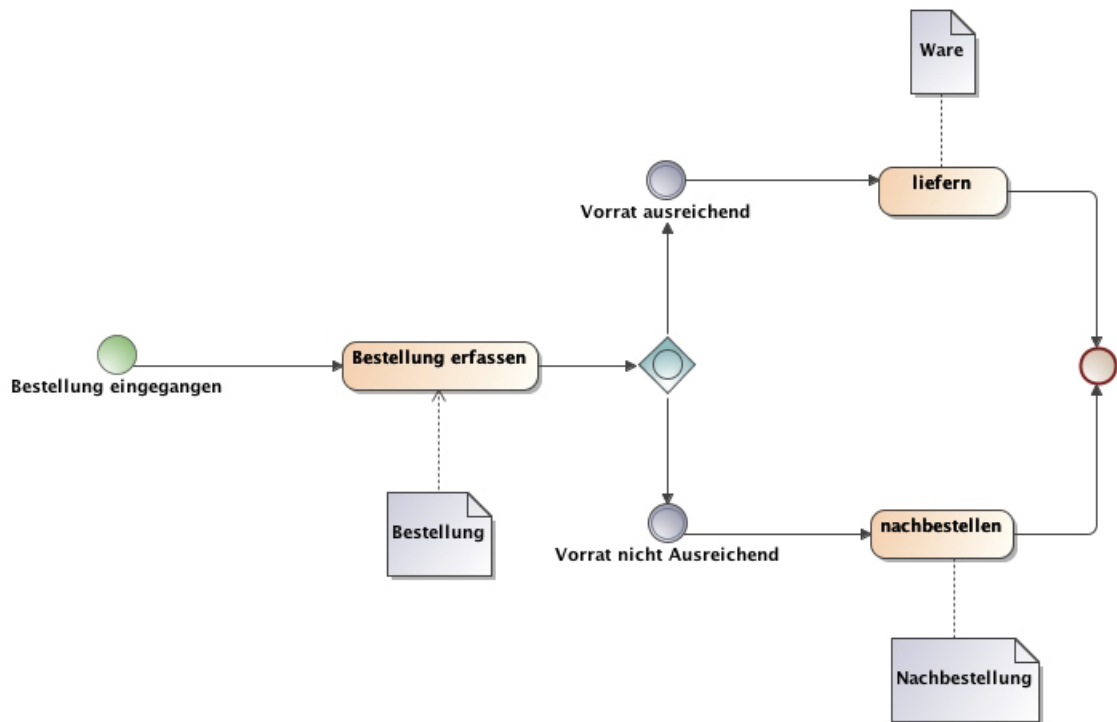 Ware
liefern
Vorrat ausreichend
Bestellung erfassen
Bestellung eingegangen
Bestellung
nachbestellen
Vorrat nicht Ausreichend
Nachbestellung